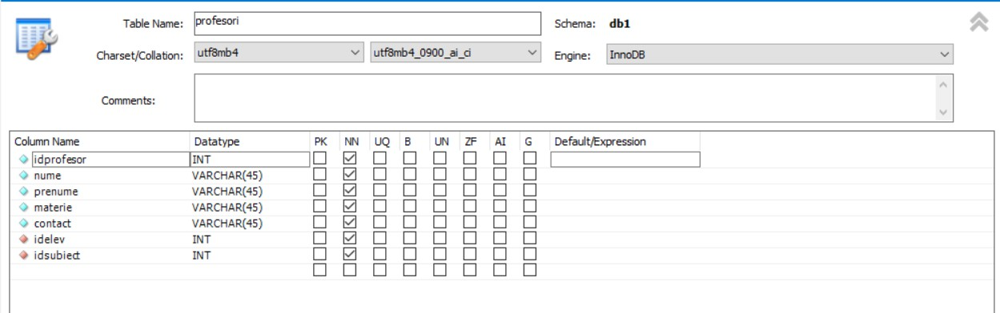 Table Name: profesori Schema: db1
Charset/Collation: utf8mb4 utf8mb4_0900_ai_ci Engine: InnoDB
Comments:
Column Name Datatype PK NN UQ B UN ZF AI G Default/Expression
idprofesor INT
nume VARCHAR(45)
prenume VARCHAR(45)
materie VARCHAR(45)
contact VARCHAR(45)
idelev INT
idsubiect INT